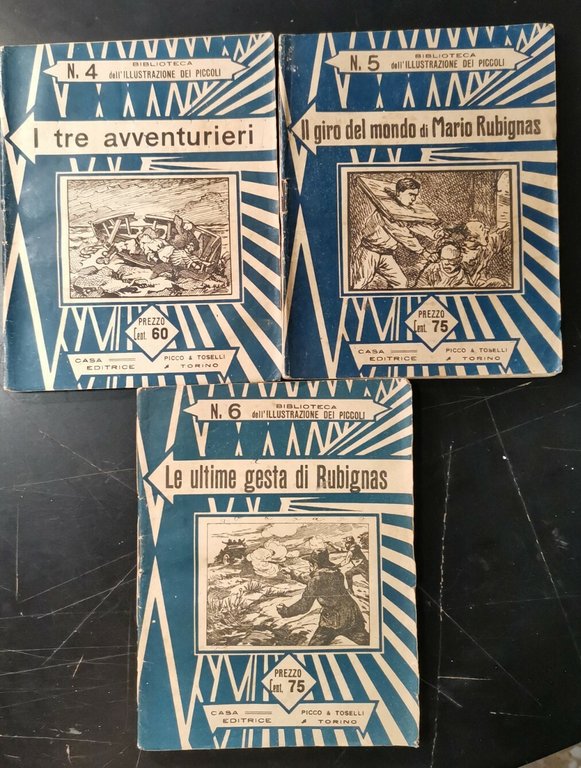 N. 4
BIBLIOTECA
dell'ILLUSTRAZIONE DEI PICCOLI
I tre avventurieri
PREZZO
Cent. 60
CASA
EDITRICE
PICCO & TOSELLI
TORINO
N. 5
BIBLIOTECA
dell'ILLUSTRAZIONE DEI PICCOLI
Il giro del mondo di Mario Rubignas
PREZZO
Cent. 75
CASA
EDITRICE
PICCO & TOSELLI
TORINO
N. 6
BIBLIOTECA
dell'ILLUSTRAZIONE DEI PICCOLI
Le ultime gesta di Rubignas
PREZZO
Cent. 75
CASA
EDITRICE
PICCO & TOSELLI
TORINO